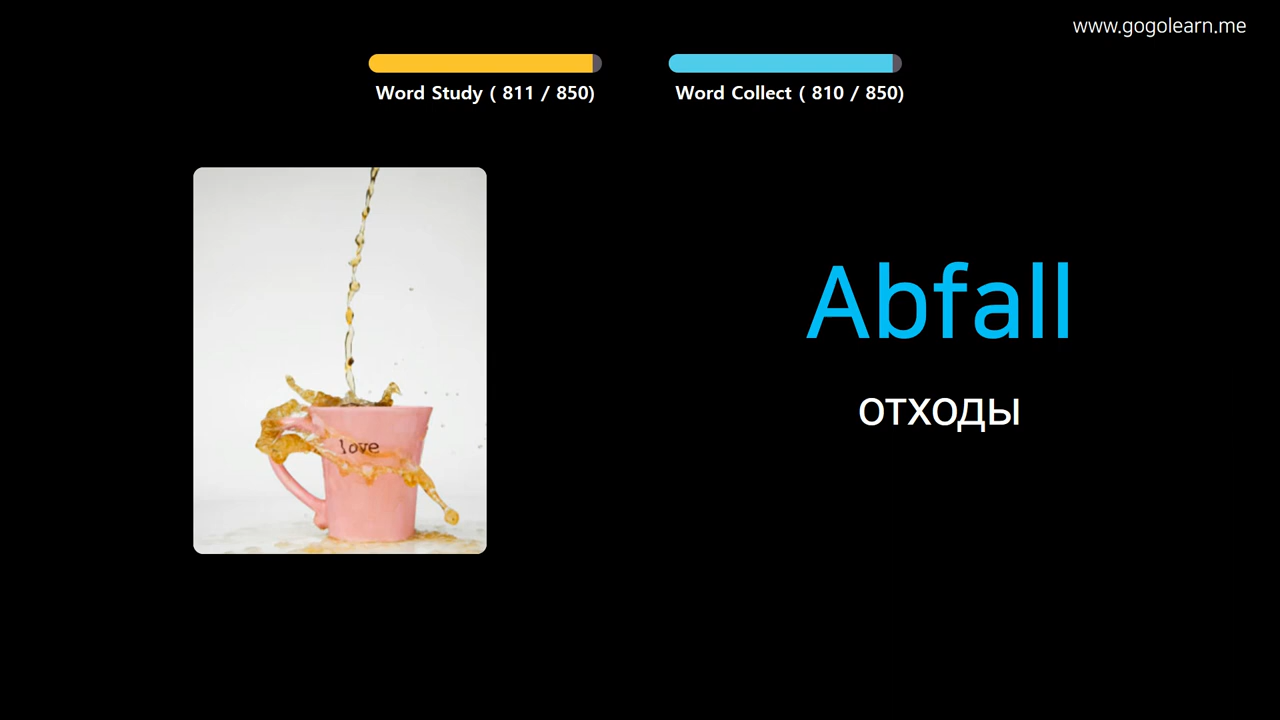 www.gogolearn.me
Word Study ( 811 / 850)
Word Collect ( 810 / 850)
love
Abfall
отходы